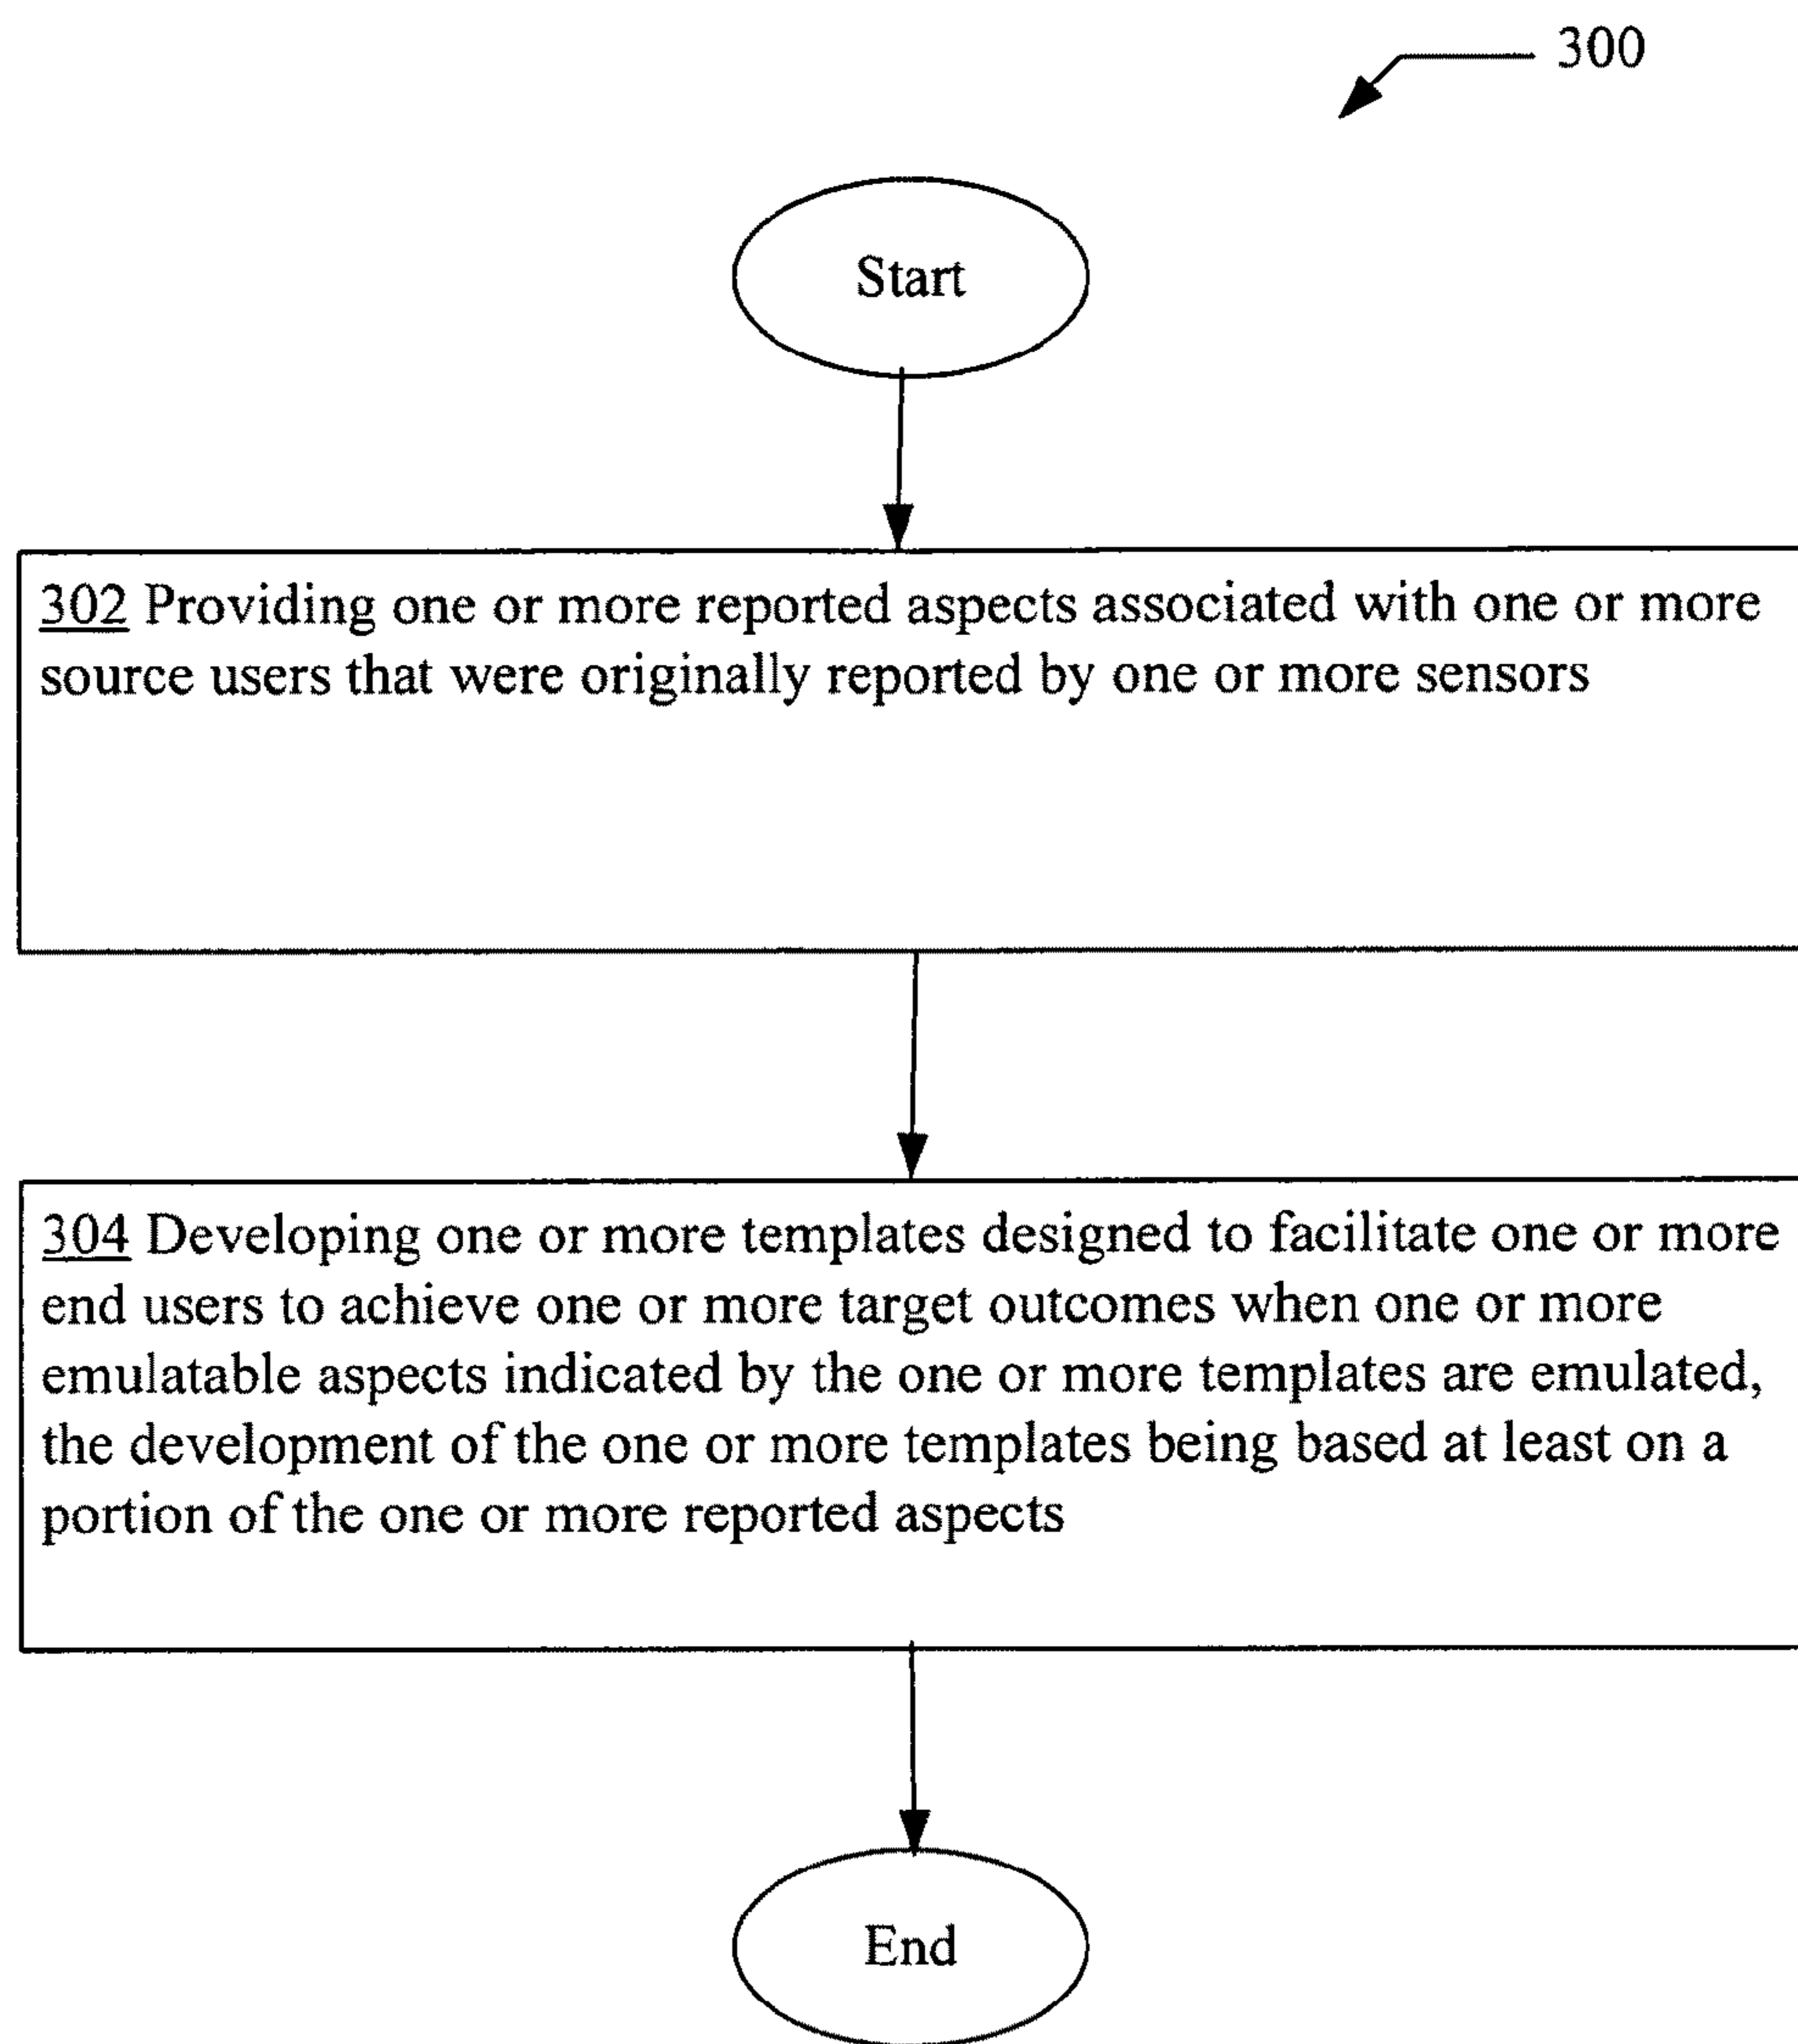 300
Start
302 Providing one or more reported aspects associated with one or more
source users that were originally reported by one or more sensors
304 Developing one or more templates designed to facilitate one or more
end users to achieve one or more target outcomes when one or more
emulatable aspects indicated by the one or more templates are emulated,
the development of the one or more templates being based at least on a
portion of the one or more reported aspects
End